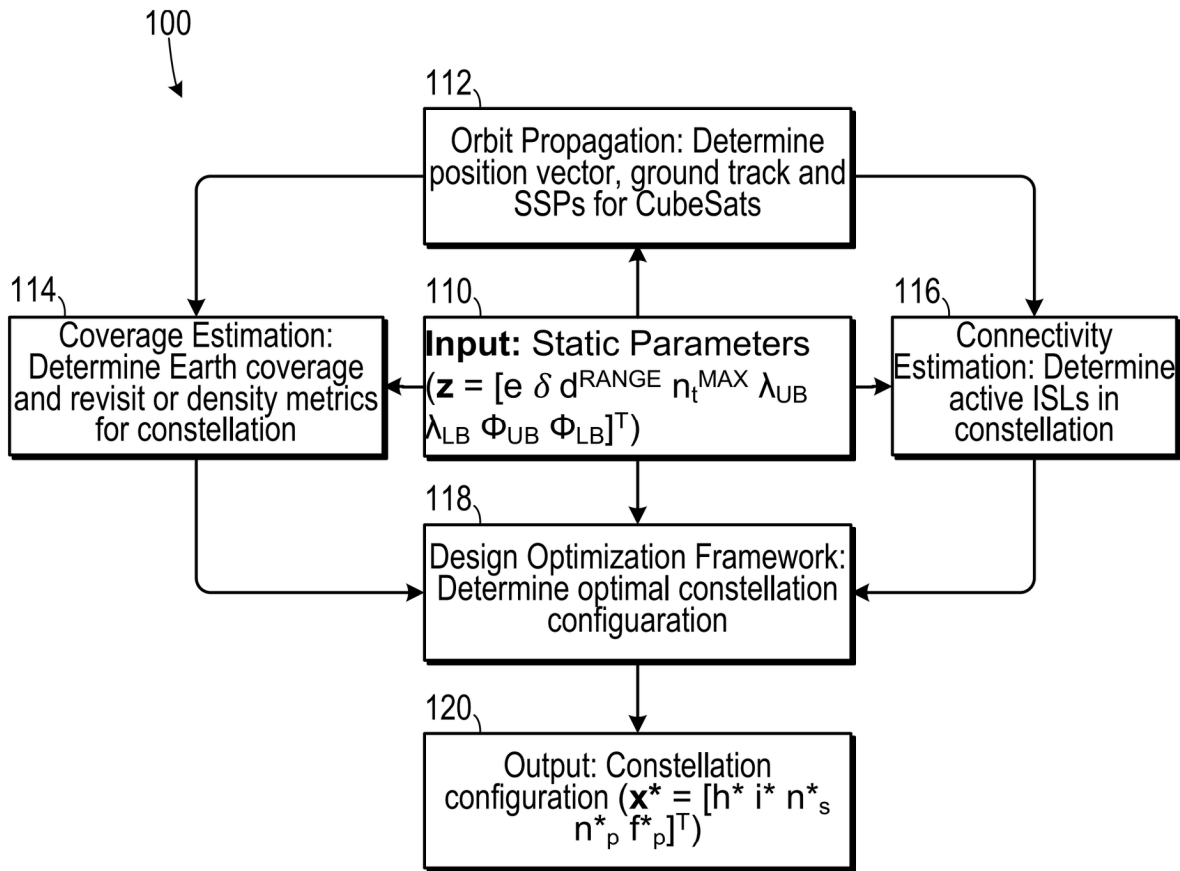 100
112
Orbit Propagation: Determine
position vector, ground track and
SSPs for CubeSats
114
Coverage Estimation:
Determine Earth coverage
and revisit or density metrics
for constellation
110
Input: Static Parameters
(z = [e δ d^RANGE n_t^MAX λ_UB
λ_LB Φ_UB Φ_LB]^T)
116
Connectivity
Estimation: Determine
active ISLs in
constellation
118
Design Optimization Framework:
Determine optimal constellation
configuaration
120
Output: Constellation
configuration (x* = [h* i* n*_s
n*_p f*_p]^T)